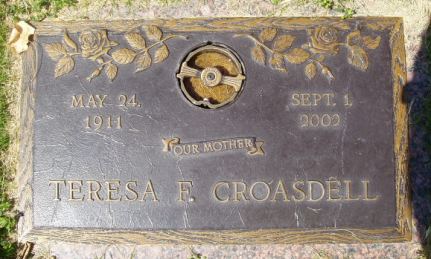 MAY 24, SEPT. 1,
1911 2002
OUR MOTHER
TERESA F. CROASDELL